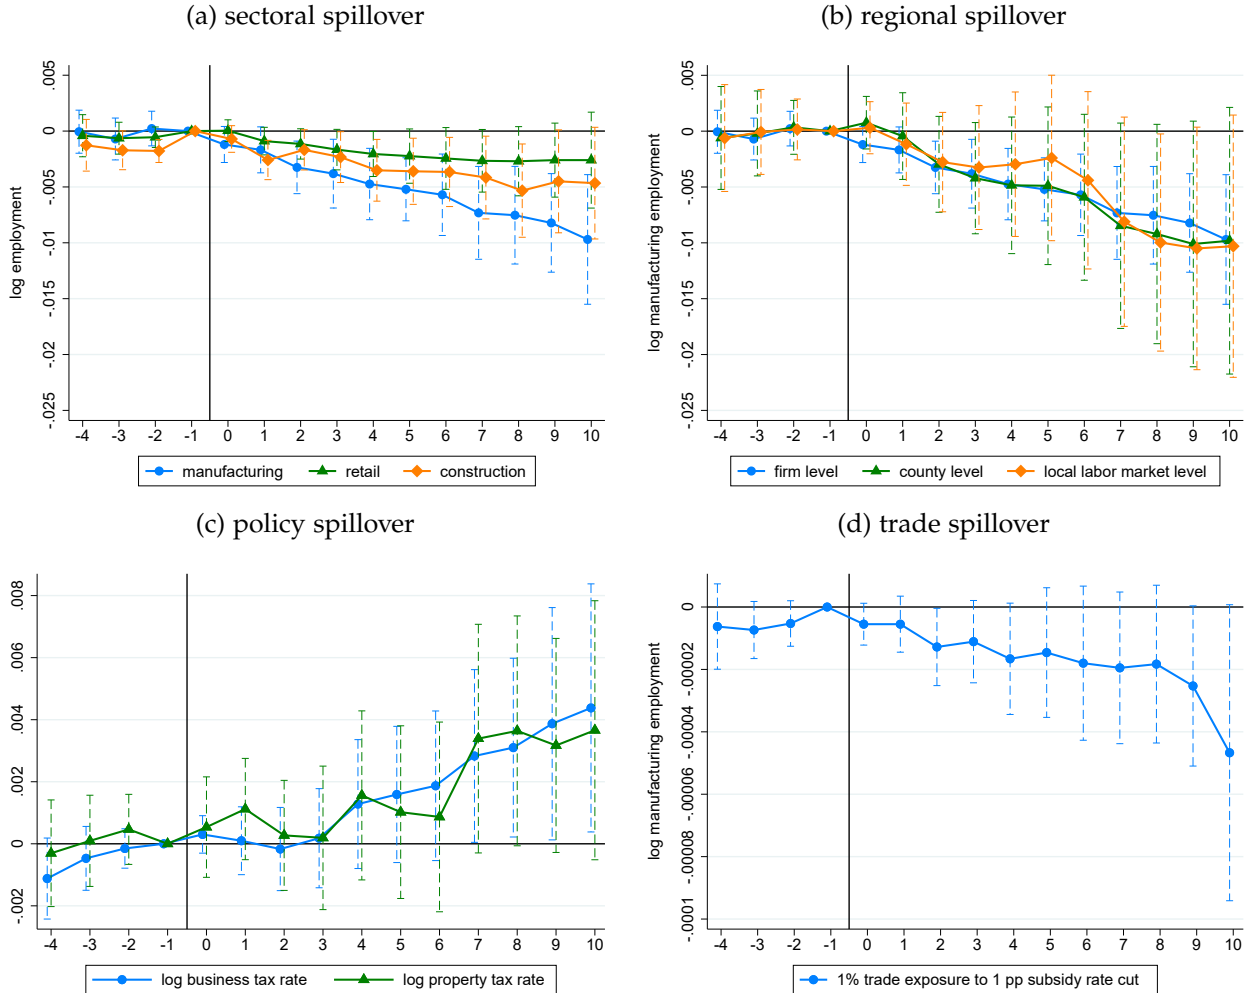 (a) sectoral spillover
log employment
.005
0
-.005
-.01
-.015
-.02
-.025
-4 -3 -2 -1 0 1 2 3 4 5 6 7 8 9 10
manufacturing retail construction
(b) regional spillover
log manufacturing employment
.005
0
-.005
-.01
-.015
-.02
-.025
-4 -3 -2 -1 0 1 2 3 4 5 6 7 8 9 10
firm level county level local labor market level
(c) policy spillover
.008
.006
.004
.002
0
-.002
-4 -3 -2 -1 0 1 2 3 4 5 6 7 8 9 10
log business tax rate log property tax rate
(d) trade spillover
log manufacturing employment
0
-.00002
-.00004
-.00006
-.00008
-.0001
-4 -3 -2 -1 0 1 2 3 4 5 6 7 8 9 10
1% trade exposure to 1 pp subsidy rate cut